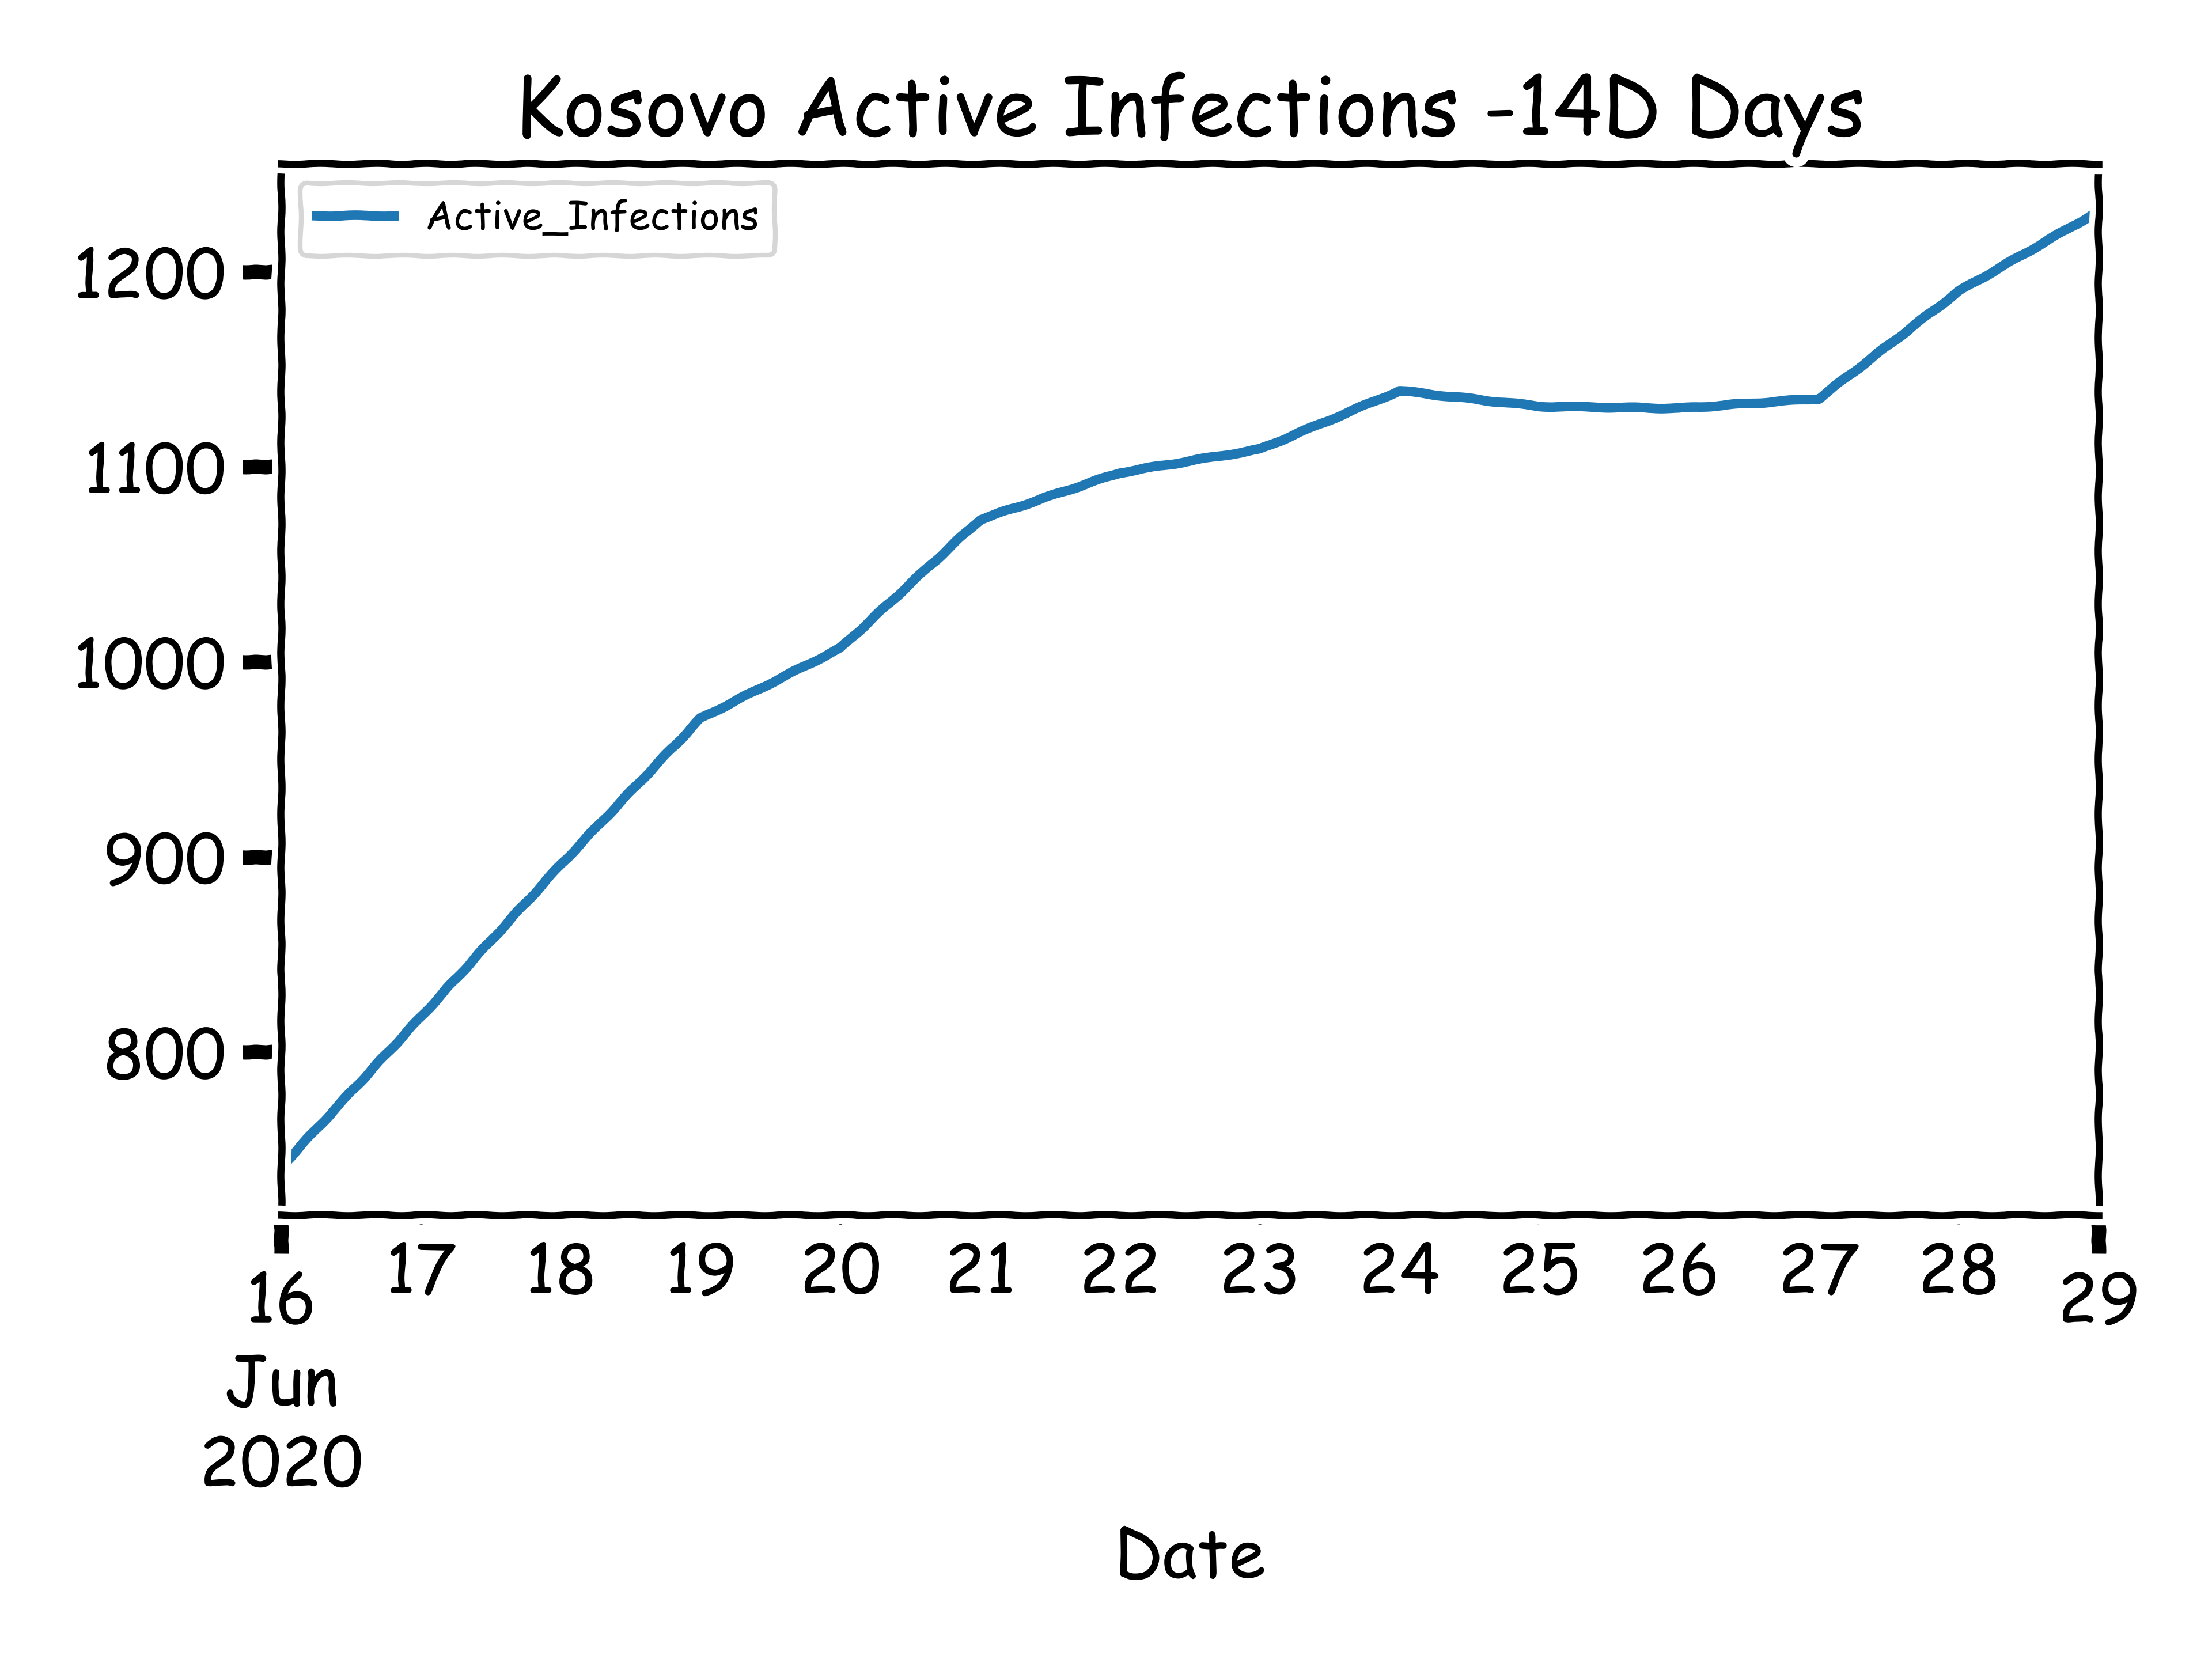 Kosovo Active Infections -14D Days
Active_Infections
1200
1100
1000
900
800
16 17 18 19 20 21 22 23 24 25 26 27 28 29
Jun
2020
Date